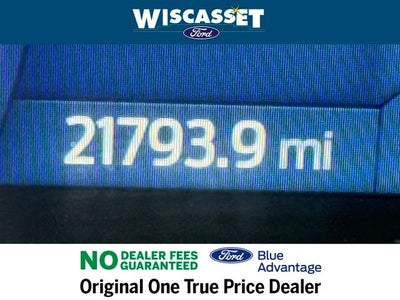 WISCASSET
Ford
21793.9 mi
NO DEALER FEES GUARANTEED
Ford Blue Advantage
Original One True Price Dealer